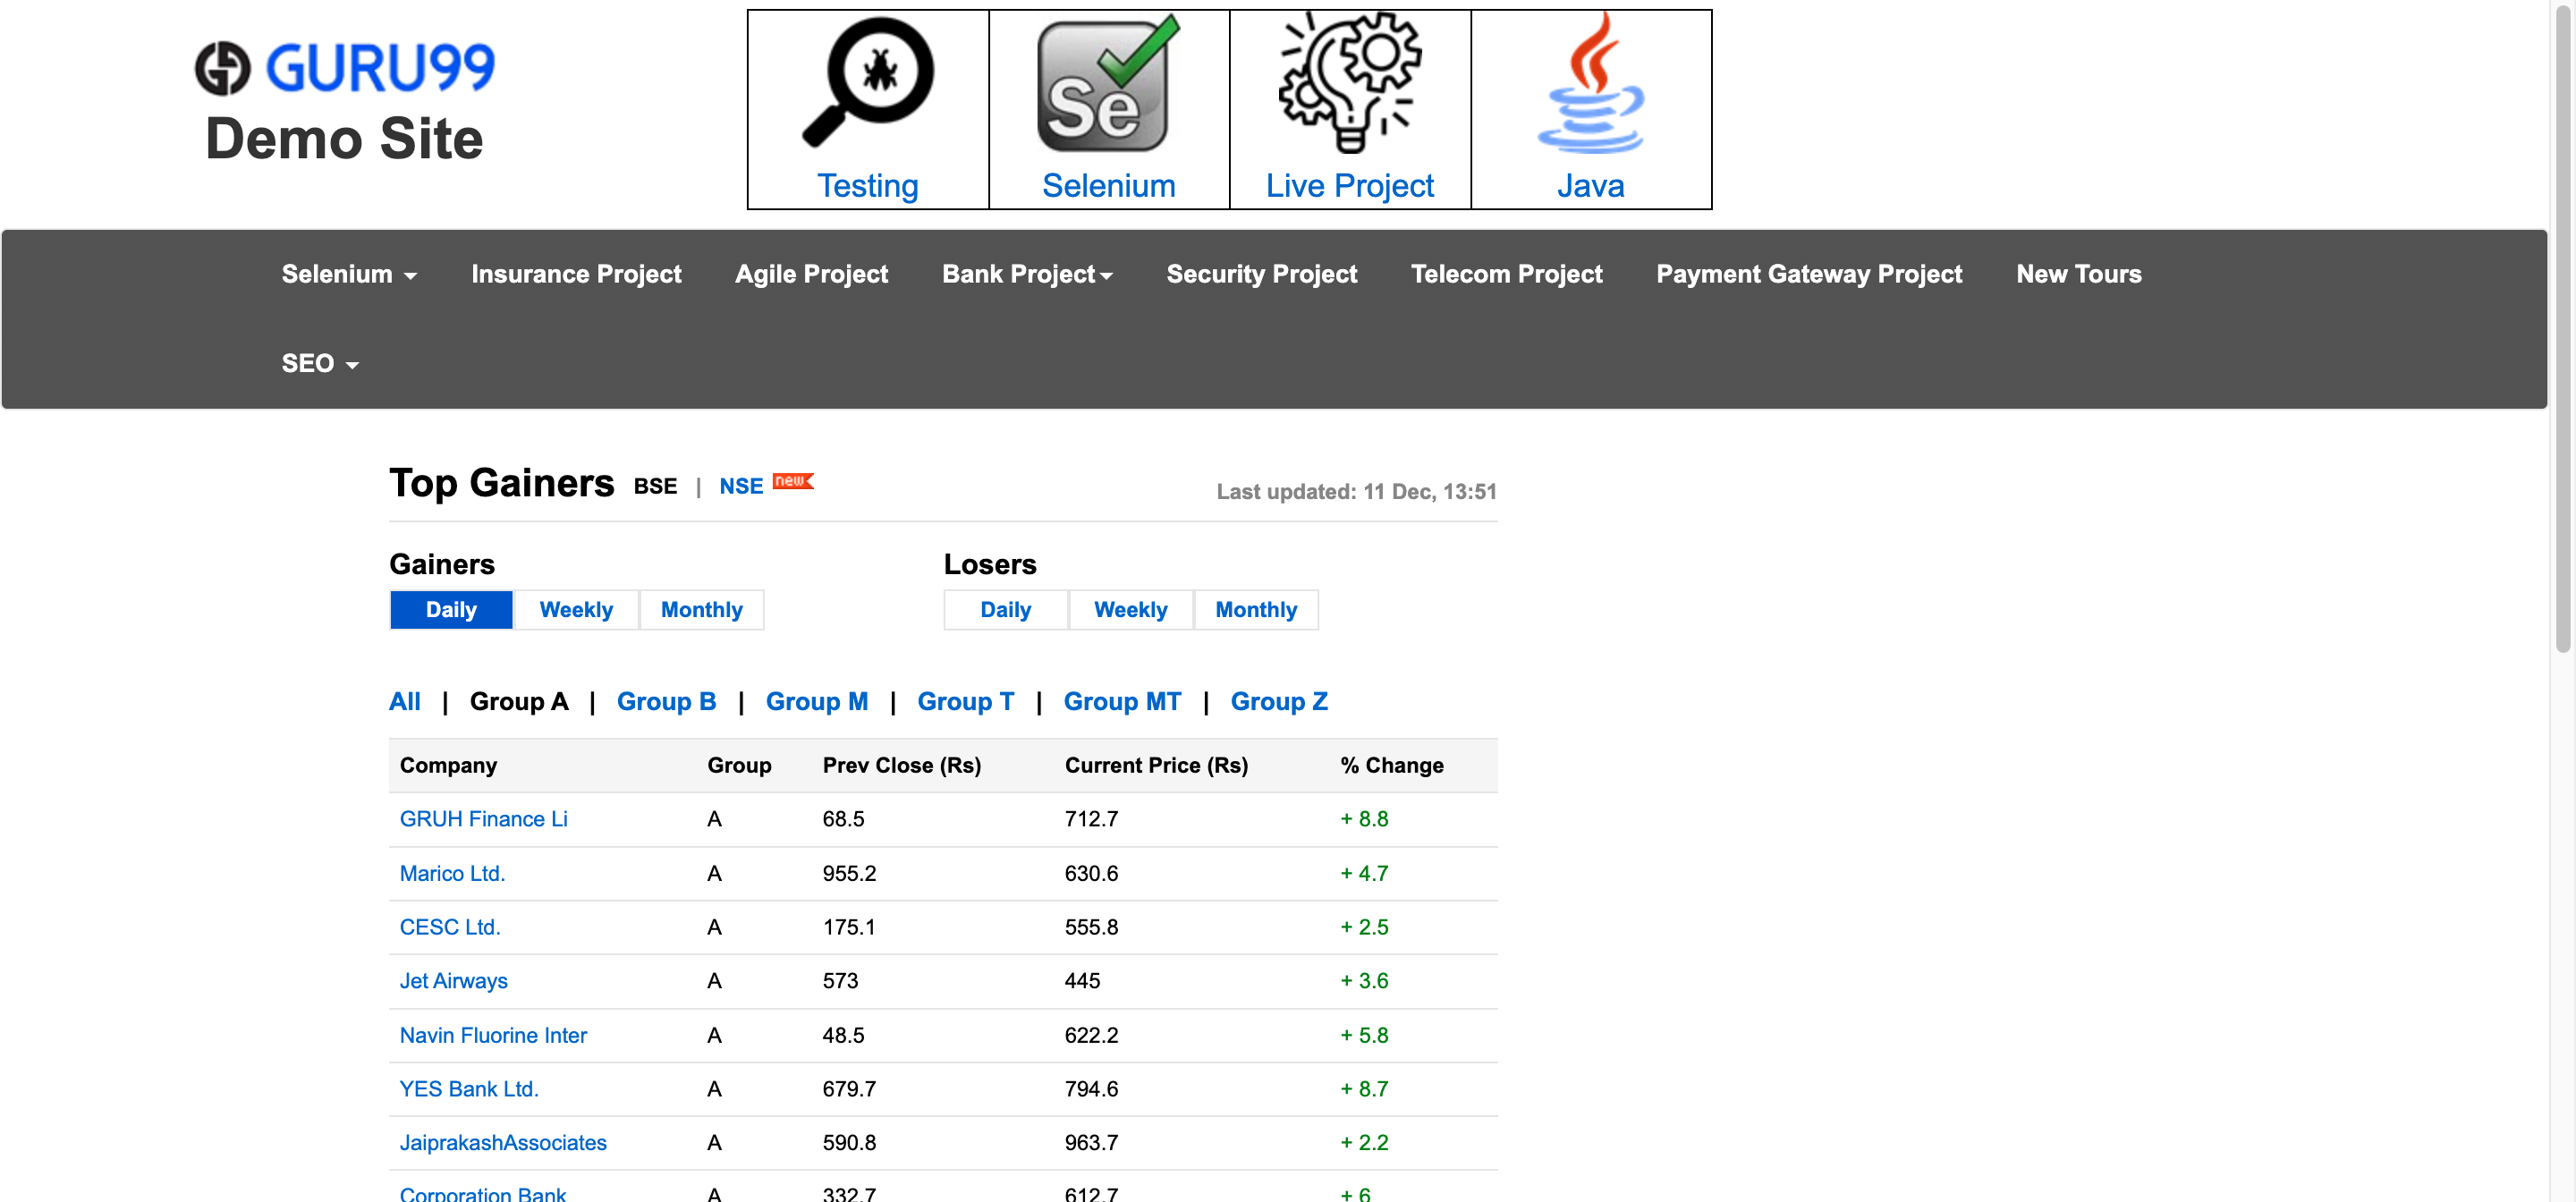 GURU99
Demo Site
Se
Testing Selenium Live Project Java
Selenium Insurance Project Agile Project Bank Project Security Project Telecom Project Payment Gateway Project New Tours
SEO
Top Gainers BSE | NSE new Last updated: 11 Dec, 13:51
Gainers Losers
Daily Weekly Monthly Daily Weekly Monthly
All | Group A | Group B | Group M | Group T | Group MT | Group Z
Company Group Prev Close (Rs) Current Price (Rs) % Change
GRUH Finance Li A 68.5 712.7 + 8.8
Marico Ltd. A 955.2 630.6 + 4.7
CESC Ltd. A 175.1 555.8 + 2.5
Jet Airways A 573 445 + 3.6
Navin Fluorine Inter A 48.5 622.2 + 5.8
YES Bank Ltd. A 679.7 794.6 + 8.7
JaiprakashAssociates A 590.8 963.7 + 2.2
Corporation Bank A 332.7 612.7 + 6